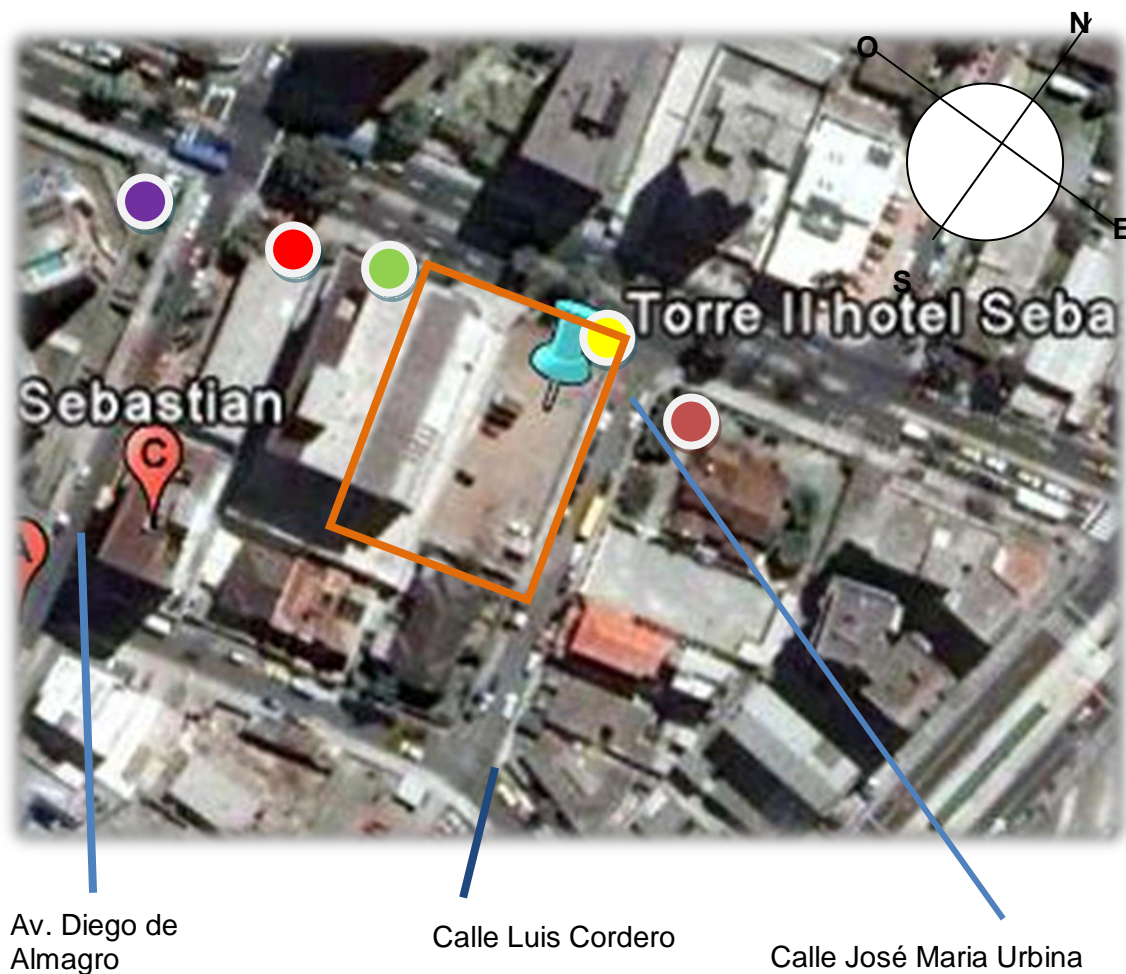 N
O
E
S
Torre II hotel Seba
Sebastian
C
A
Av. Diego de
Almagro
Calle Luis Cordero
Calle José Maria Urbina